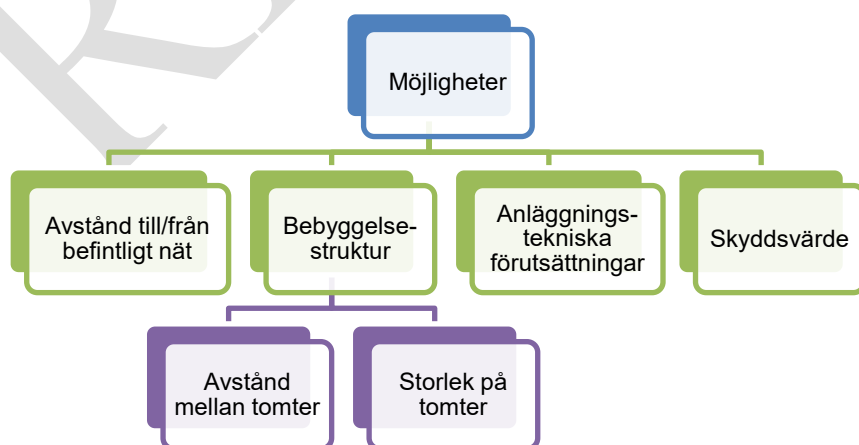 Möjligheter
Avstånd till/från
befintligt nät
Bebyggelse-
struktur
Anläggnings-
tekniska
förutsättningar
Skyddsvärde
Avstånd
mellan tomter
Storlek på
tomter